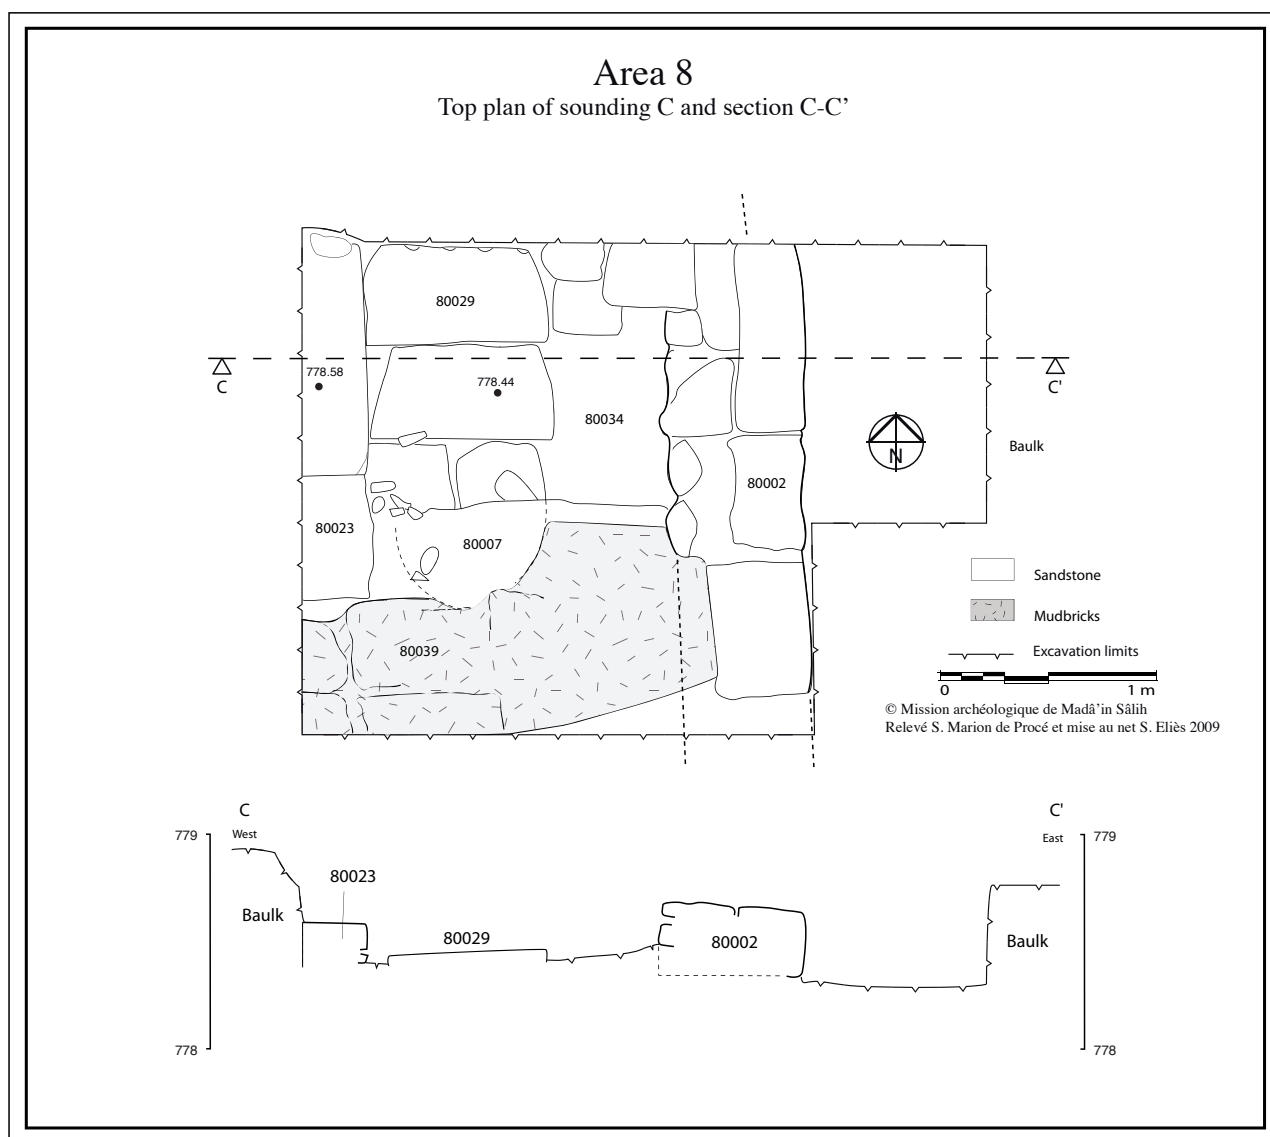 Area 8
Top plan of sounding C and section C-C’
80029
778.58
C
778.44
C'
80034
N
Baulk
80002
80023
80007
Sandstone
Mudbricks
80039
Excavation limits
0 1 m
© Mission archéologique de Madâ’in Sâlih
Relevé S. Marion de Procé et mise au net S. Eliès 2009
C
C'
779
West
East
779
80023
Baulk
80029
80002
Baulk
778
778